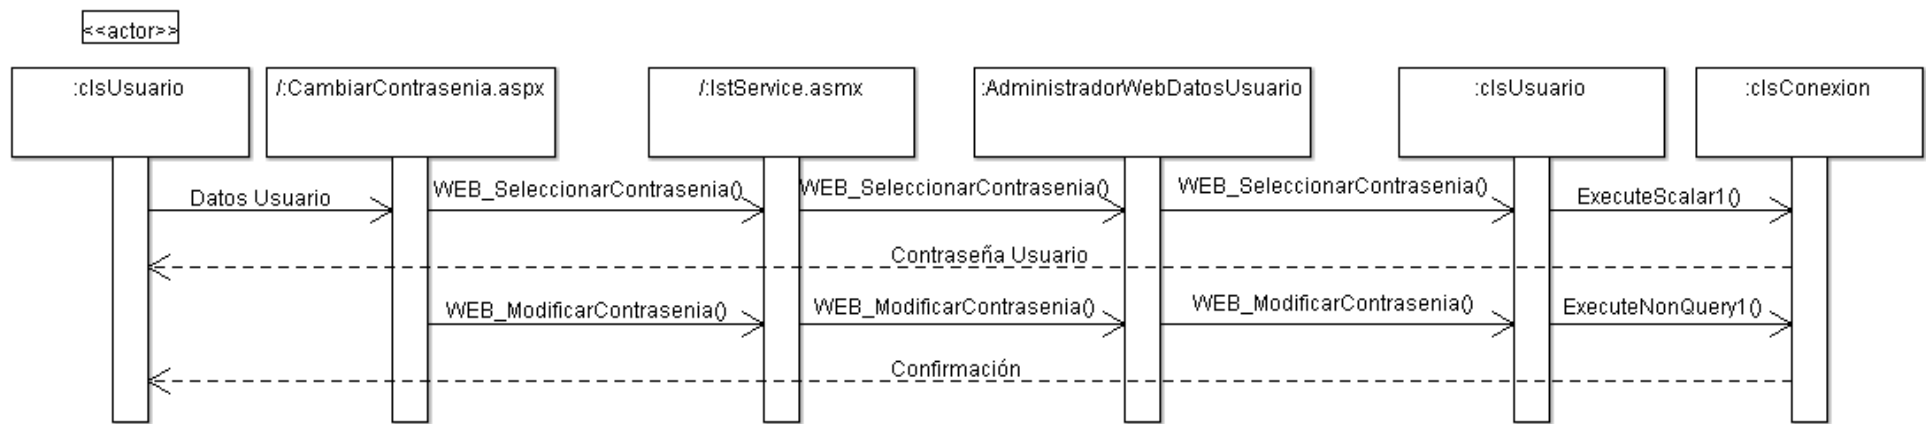 <<actor>>
:clsUsuario
/:CambiarContrasenia.aspx
/:IstService.asmx
:AdministradorWebDatosUsuario
:clsUsuario
:clsConexion
Datos Usuario
WEB_SeleccionarContrasenia()
WEB_SeleccionarContrasenia()
WEB_SeleccionarContrasenia()
ExecuteScalar1()
Contraseña Usuario
WEB_ModificarContrasenia()
WEB_ModificarContrasenia()
WEB_ModificarContrasenia()
ExecuteNonQuery1()
Confirmación